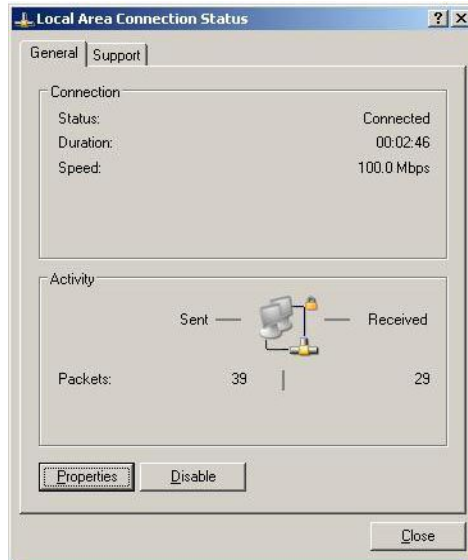 Local Area Connection Status
General Support
Connection
Status: Connected
Duration: 00:02:46
Speed: 100.0 Mbps
Activity
Sent Received
Packets: 39 29
Properties Disable
Close